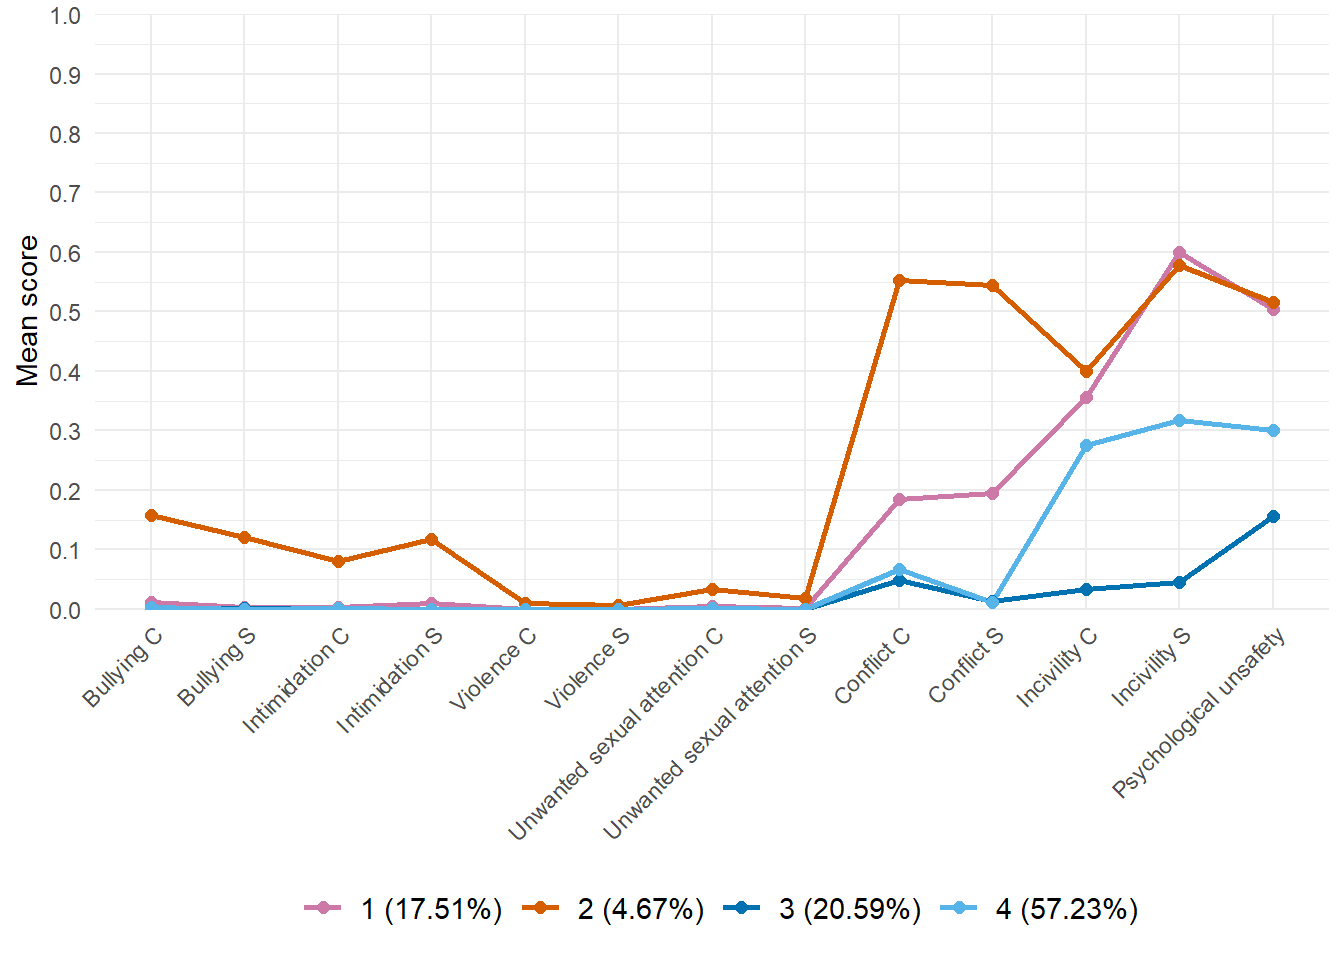 1.0
0.9
0.8
0.7
0.6
0.5
0.4
0.3
0.2
0.1
0.0
Mean score
Bullying C
Bullying S
Intimidation C
Intimidation S
Violence C
Violence S
Unwanted sexual attention C
Unwanted sexual attention S
Conflict C
Conflict S
Incivility C
Incivility S
Psychological unsafety
1 (17.51%) 2 (4.67%) 3 (20.59%) 4 (57.23%)